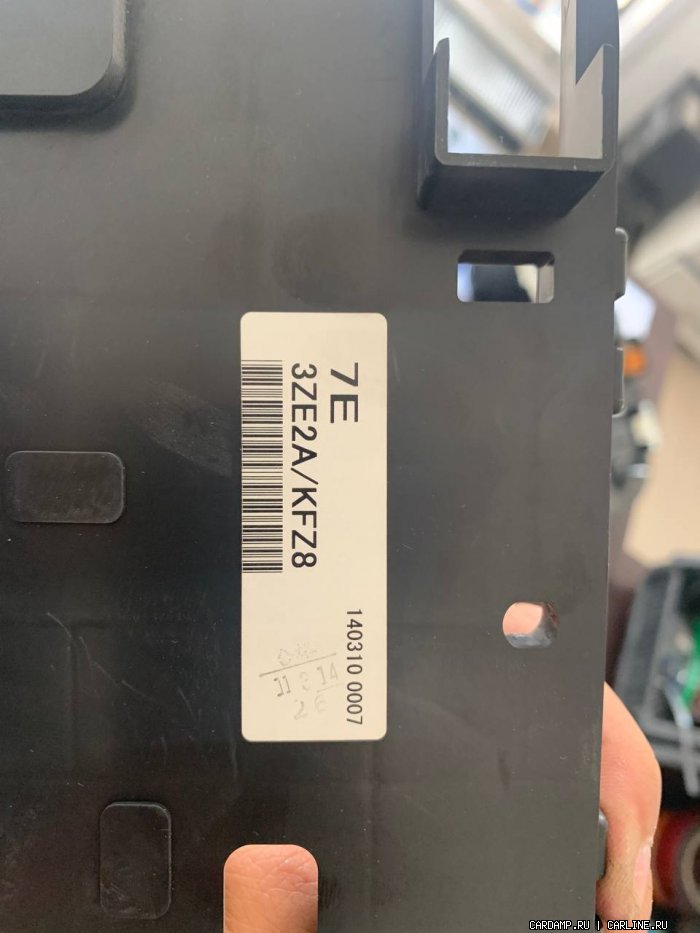 7E
3ZE2A/KFZ8
140310 0007
CARDAMP.RU | CARLINE.RU